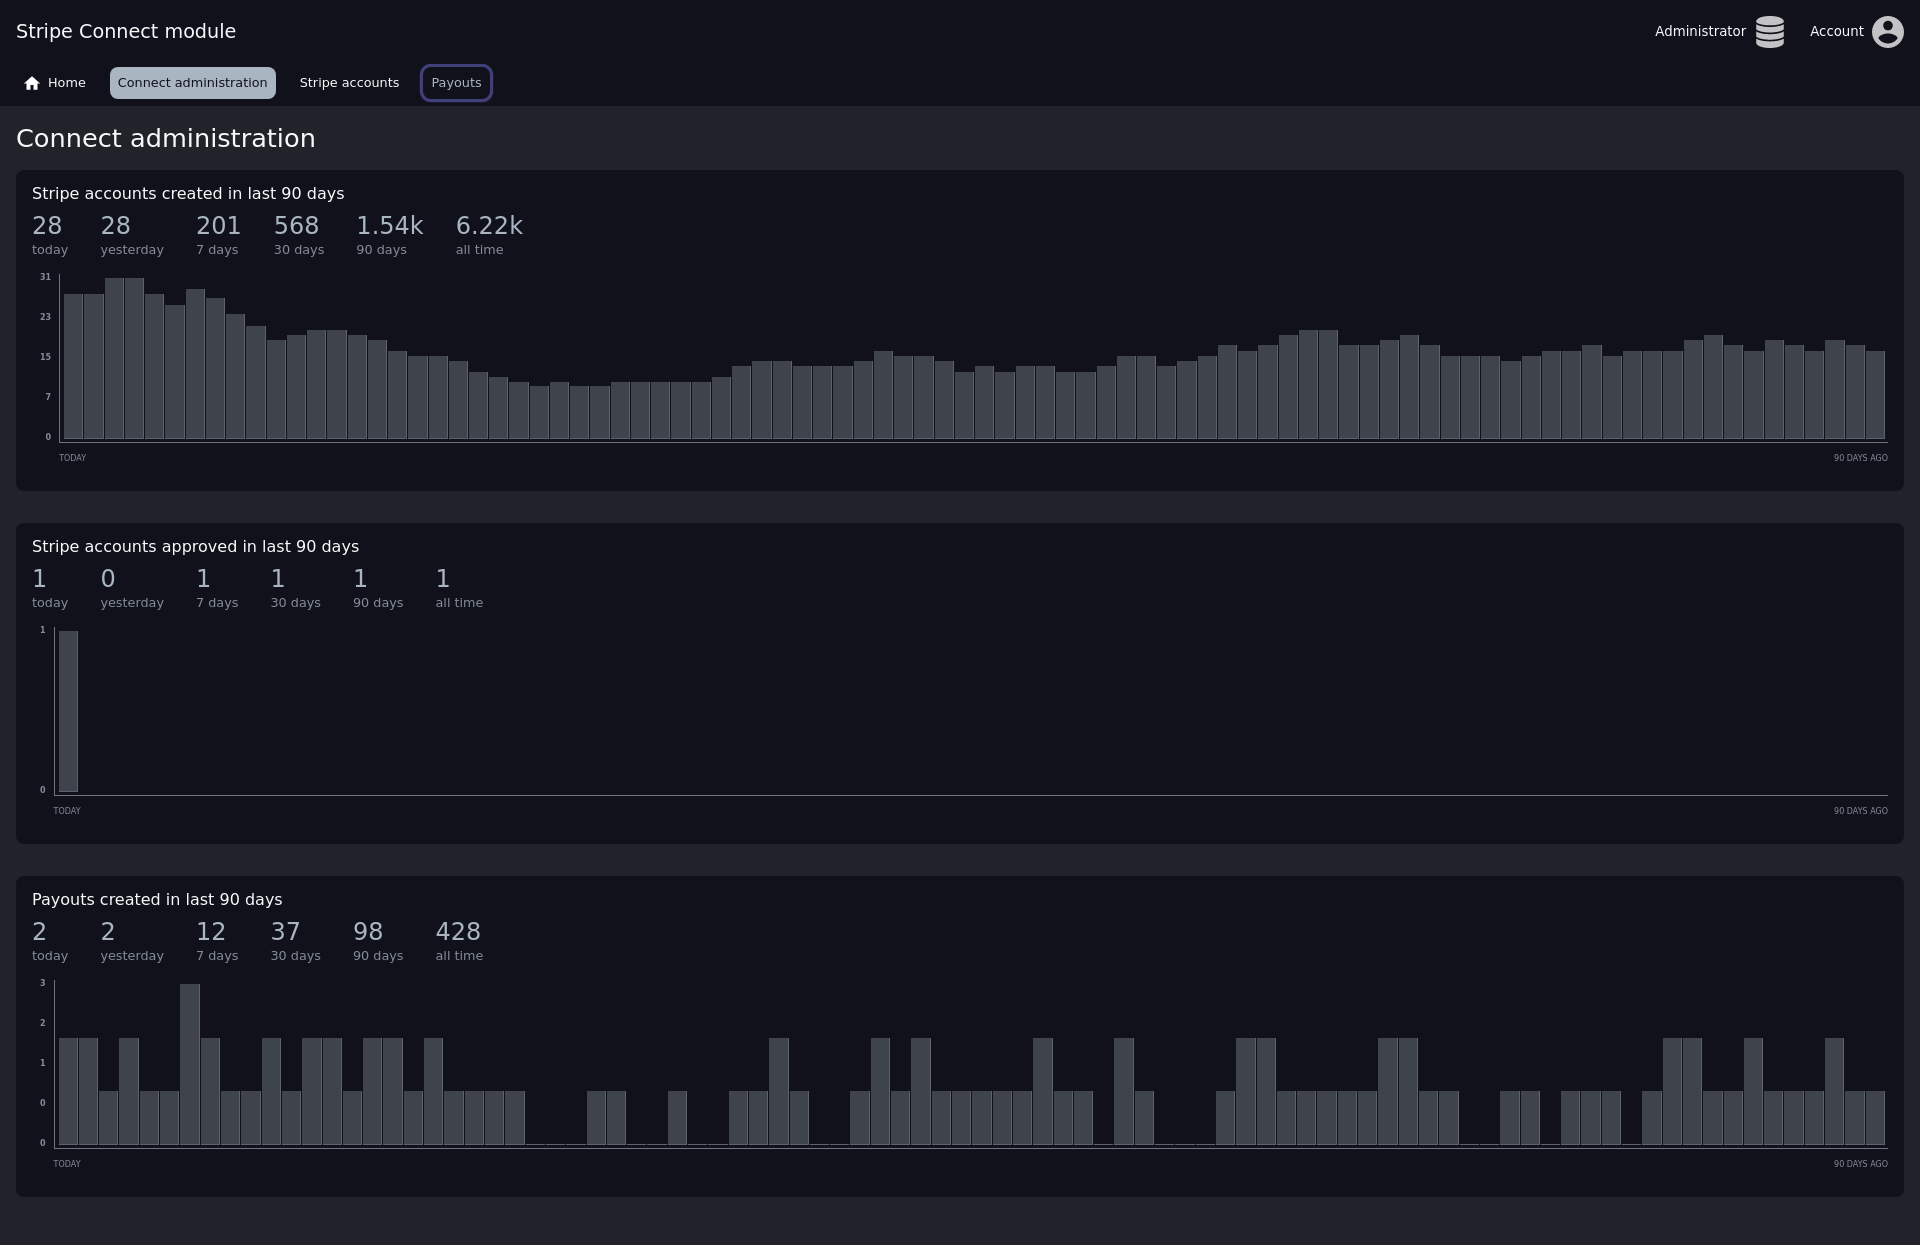 Stripe Connect module
Administrator
Account
Home
Connect administration
Stripe accounts
Payouts
Connect administration
Stripe accounts created in last 90 days
28 28 201 568 1.54k 6.22k
today yesterday 7 days 30 days 90 days all time
31
23
15
7
0
TODAY 90 DAYS AGO
Stripe accounts approved in last 90 days
1 0 1 1 1 1
today yesterday 7 days 30 days 90 days all time
1
0
TODAY 90 DAYS AGO
Payouts created in last 90 days
2 2 12 37 98 428
today yesterday 7 days 30 days 90 days all time
3
2
1
0
0
TODAY 90 DAYS AGO